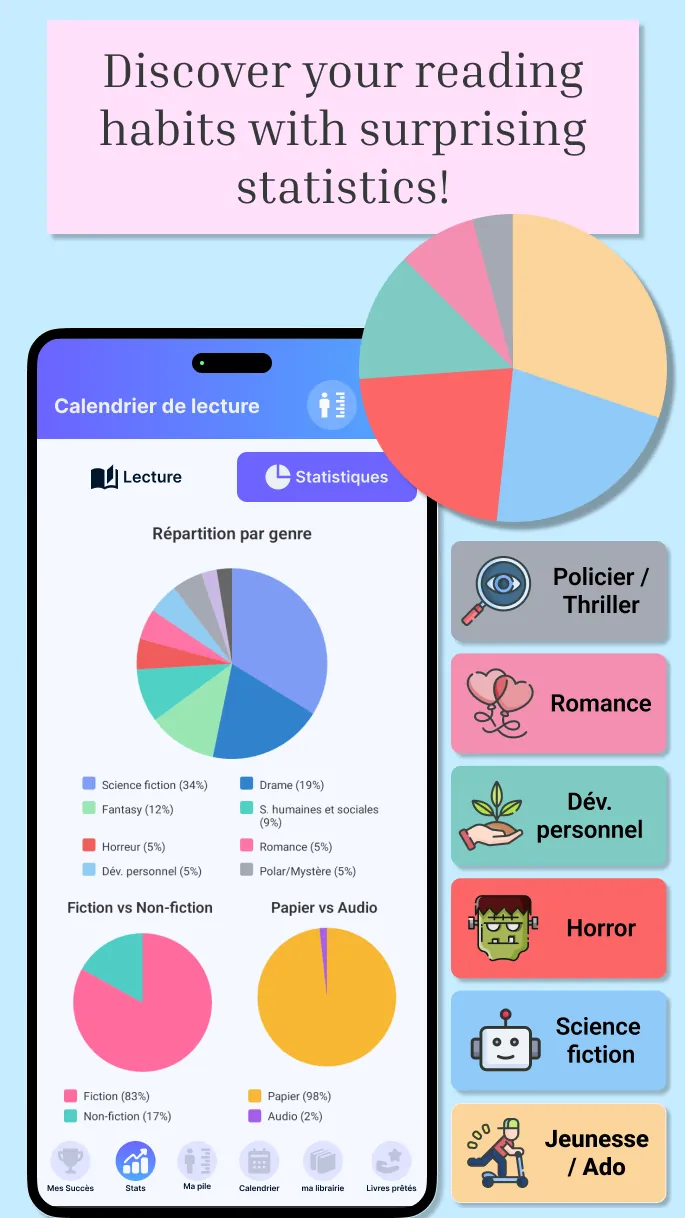 Discover your reading
habits with surprising
statistics!
Calendrier de lecture
Lecture
Statistiques
Répartition par genre
Science fiction (34%)
Drame (19%)
Fantasy (12%)
S. humaines et sociales
(9%)
Horreur (5%)
Romance (5%)
Dév. personnel (5%)
Polar/Mystère (5%)
Fiction vs Non-fiction
Papier vs Audio
Fiction (83%)
Papier (98%)
Non-fiction (17%)
Audio (2%)
Mes Succès
Stats
Ma pile
Calendrier
ma librairie
Livres prêtés
Policier /
Thriller
Romance
Dév.
personnel
Horror
Science
fiction
Jeunesse
/ Ado